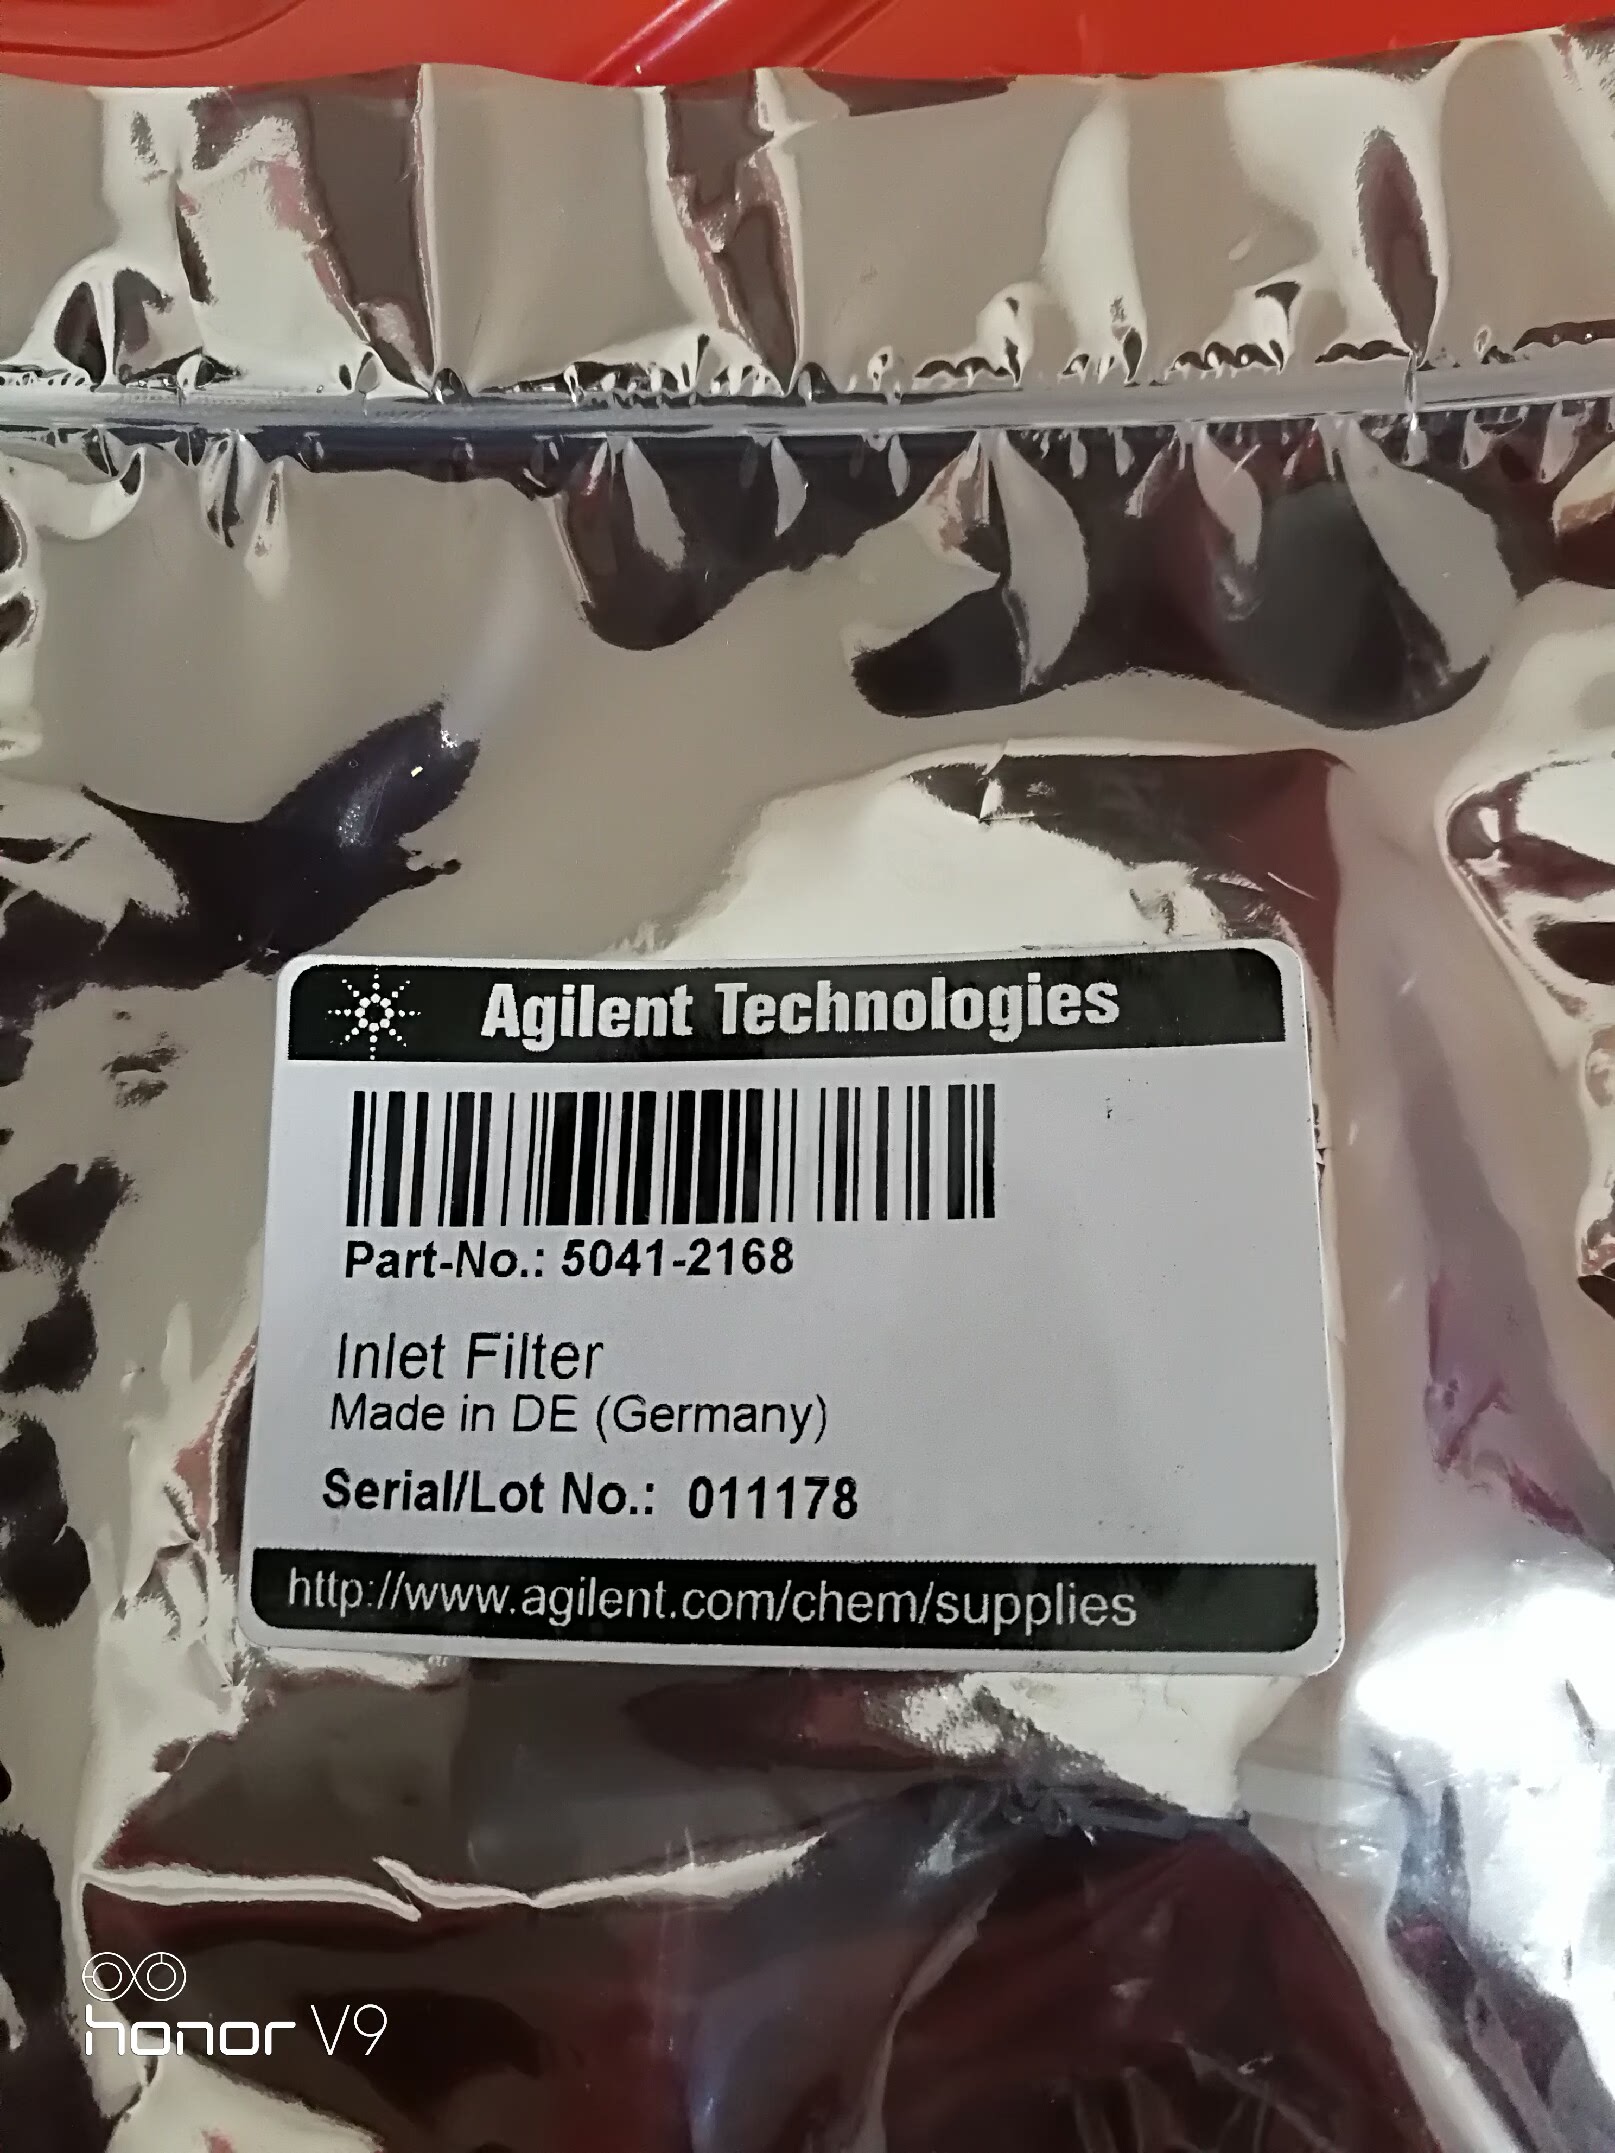 Agilent Technologies
Part-No.: 5041-2168
Inlet Filter
Made in DE (Germany)
Serial/Lot No.: 011178
http://www.agilent.com/chem/supplies
honor V9